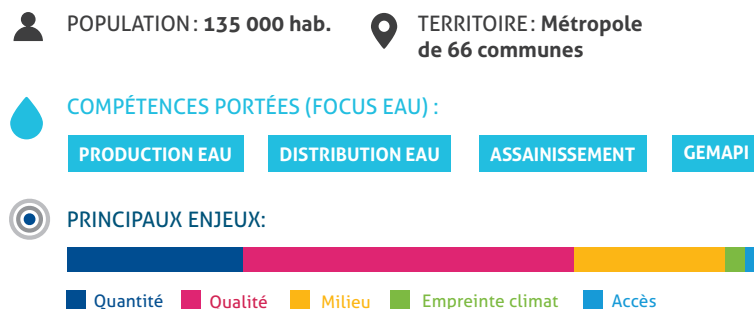 POPULATION : 135 000 hab.
TERRITOIRE : Métropole
de 66 communes
COMPÉTENCES PORTÉES (FOCUS EAU) :
PRODUCTION EAU
DISTRIBUTION EAU
ASSAINISSEMENT
GEMAPI
PRINCIPAUX ENJEUX:
Quantité Qualité Milieu Empreinte climat Accès